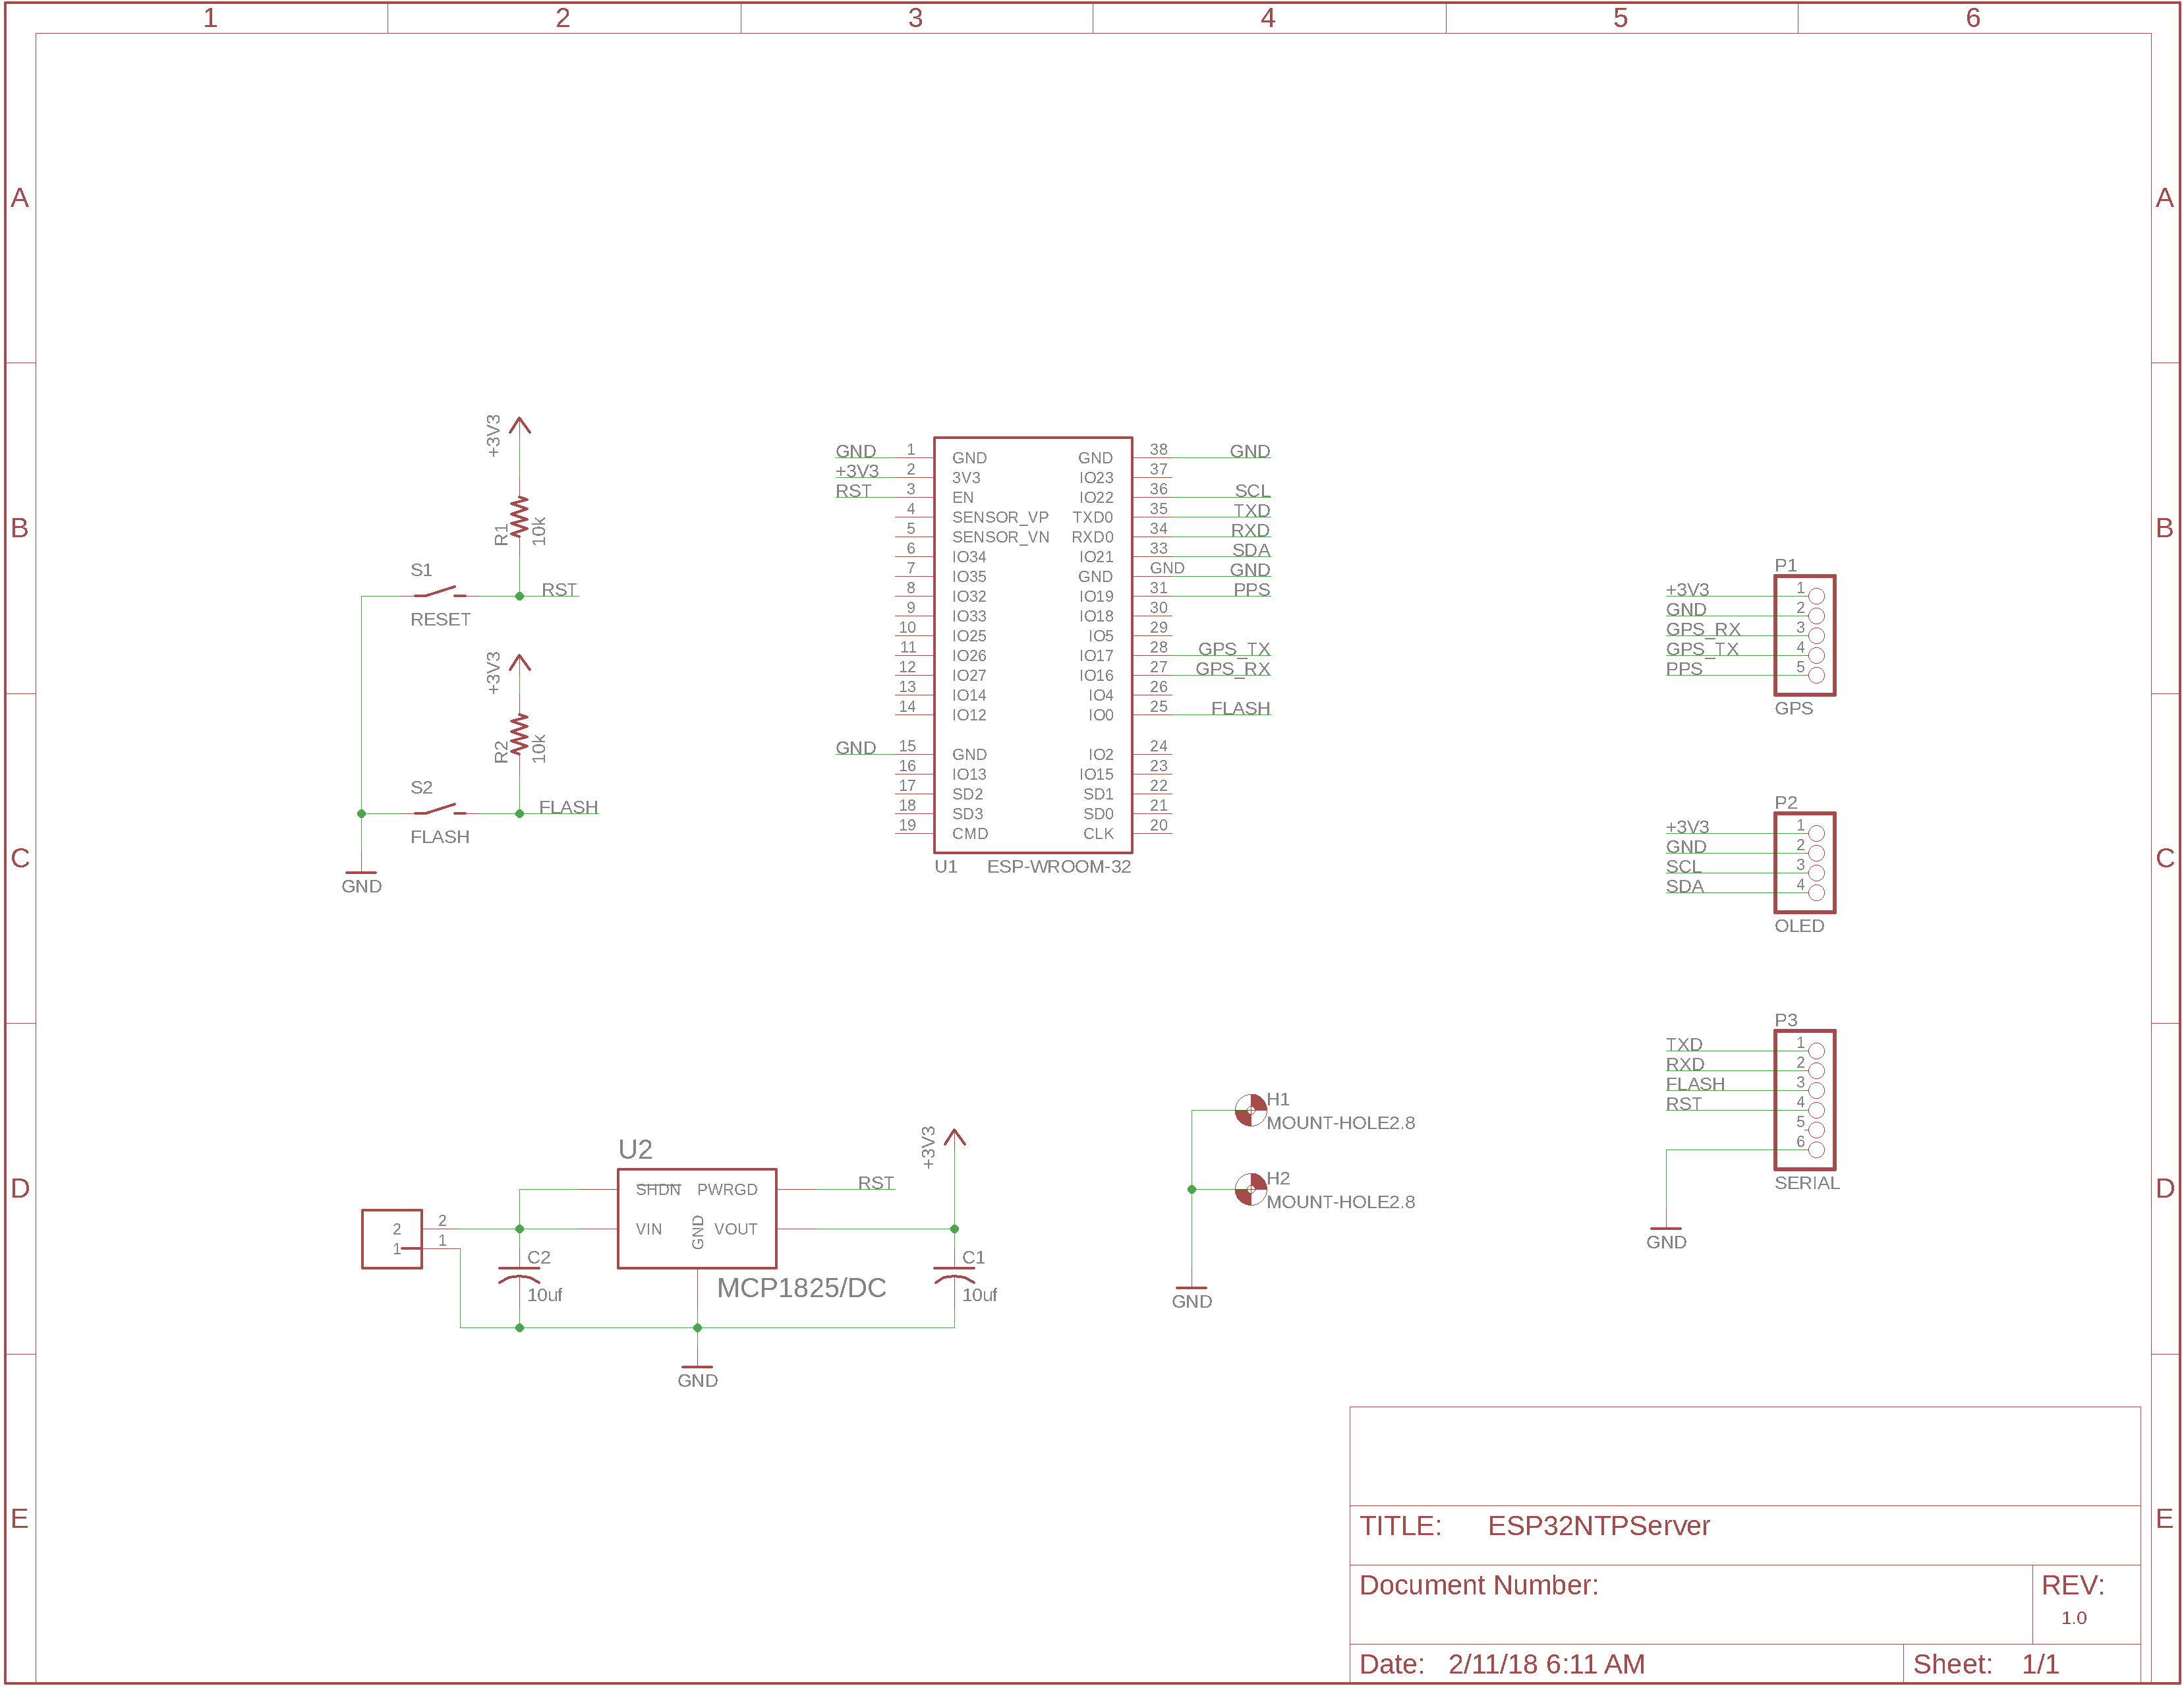 1 2 3 4 5 6
A A
B B
C C
D D
E E
+3V3
R1
10k
S1
RST
RESET
+3V3
R2
10k
S2
FLASH
FLASH
GND
GND 1 GND
+3V3 2 3V3
RST 3 EN
4 SENSOR_VP
5 SENSOR_VN
6 IO34
7 IO35
8 IO32
9 IO33
10 IO25
11 IO26
12 IO27
13 IO14
14 IO12
GND 15 GND
16 IO13
17 SD2
18 SD3
19 CMD
GND 38 GND
IO23 37
IO22 36 SCL
TXD0 35 TXD
RXD0 34 RXD
IO21 33 SDA
GND GND GND
IO19 31 PPS
IO18 30
IO5 29
IO17 28 GPS_TX
IO16 27 GPS_RX
IO4 26
IO0 25 FLASH
IO2 24
IO15 23
SD1 22
SD0 21
CLK 20
U1 ESP-WROOM-32
P1
+3V3 1
GND 2
GPS_RX 3
GPS_TX 4
PPS 5
GPS
P2
+3V3 1
GND 2
SCL 3
SDA 4
OLED
P3
TXD 1
RXD 2
FLASH 3
RST 4
5
6
SERIAL
GND
U2
SHDN PWRGD RST
VIN GND VOUT
+3V3
2 2
1 1
C2
10uf
MCP1825/DC
C1
10uf
GND
H1
MOUNT-HOLE2.8
H2
MOUNT-HOLE2.8
GND
TITLE: ESP32NTPServer
Document Number:
REV:
1.0
Date: 2/11/18 6:11 AM
Sheet: 1/1